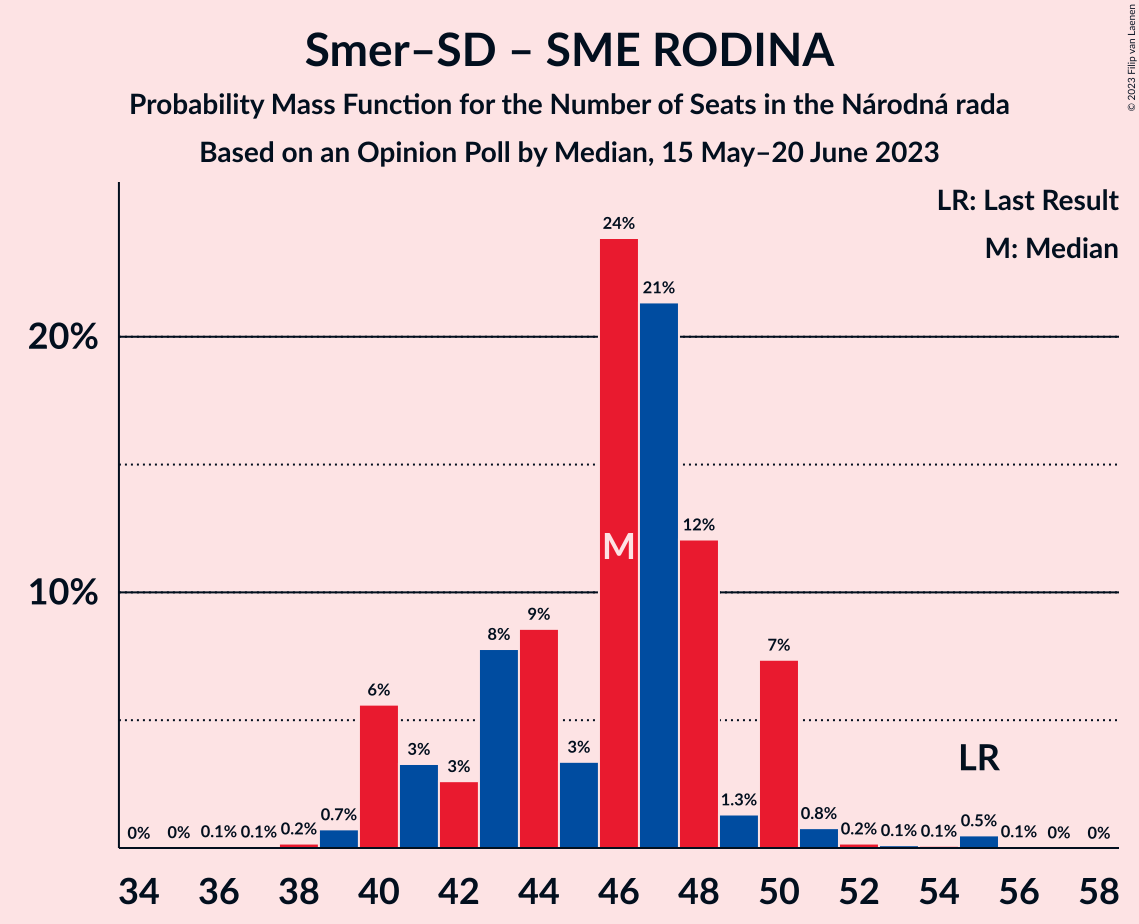 Smer–SD – SME RODINA
Probability Mass Function for the Number of Seats in the Národná rada
Based on an Opinion Poll by Median, 15 May–20 June 2023
© 2023 Filip van Laenen
LR: Last Result
M: Median
20%
10%
0% 0% 0.1% 0.1% 0.2% 0.7% 6% 3% 3% 8% 9% 3% 24% 21% 12% 1.3% 7% 0.8% 0.2% 0.1% 0.1% 0.5% 0.1% 0% 0%
M
LR
34 36 38 40 42 44 46 48 50 52 54 56 58